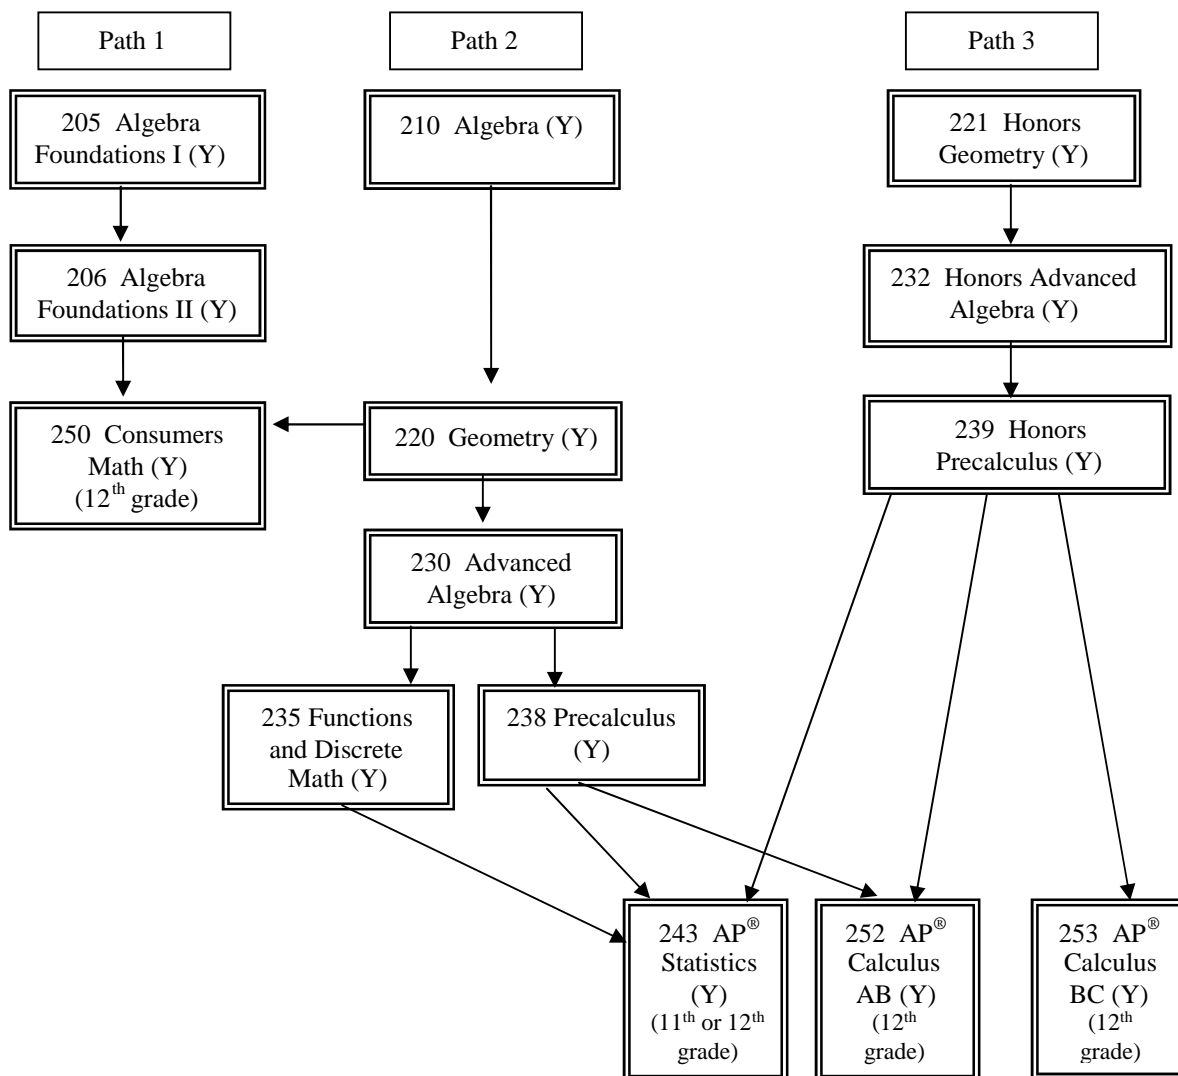 Path 1
Path 2
Path 3
205 Algebra
Foundations I (Y)
210 Algebra (Y)
221 Honors
Geometry (Y)
206 Algebra
Foundations II (Y)
232 Honors Advanced
Algebra (Y)
250 Consumers
Math (Y)
(12th grade)
220 Geometry (Y)
239 Honors
Precalculus (Y)
230 Advanced
Algebra (Y)
235 Functions
and Discrete
Math (Y)
238 Precalculus
(Y)
243 AP®
Statistics
(Y)
(11th or 12th
grade)
252 AP®
Calculus
AB (Y)
(12th
grade)
253 AP®
Calculus
BC (Y)
(12th
grade)